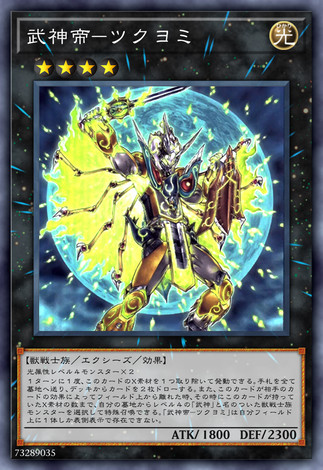 武神帝－ツクヨミ
ひかり
光
【獣戦士族／エクシーズ／効果】
光属性レベル４モンスター×２
１ターンに１度、このカードのX素材を１つ取り除いて発動できる。手札を全て
墓地へ送り、デッキからカードを２枚ドローする。また、このカードが相手のカー
ドの効果によってフィールド上から離れた時、その時にこのカードが持って
いたX素材の数まで、自分の墓地からレベル４の「武神」と名のついた獣戦士族
モンスターを選択して特殊召喚できる。「武神帝－ツクヨミ」は自分フィールド
上に１体しか表側表示で存在できない。
ATK/1800 DEF/2300
73289035